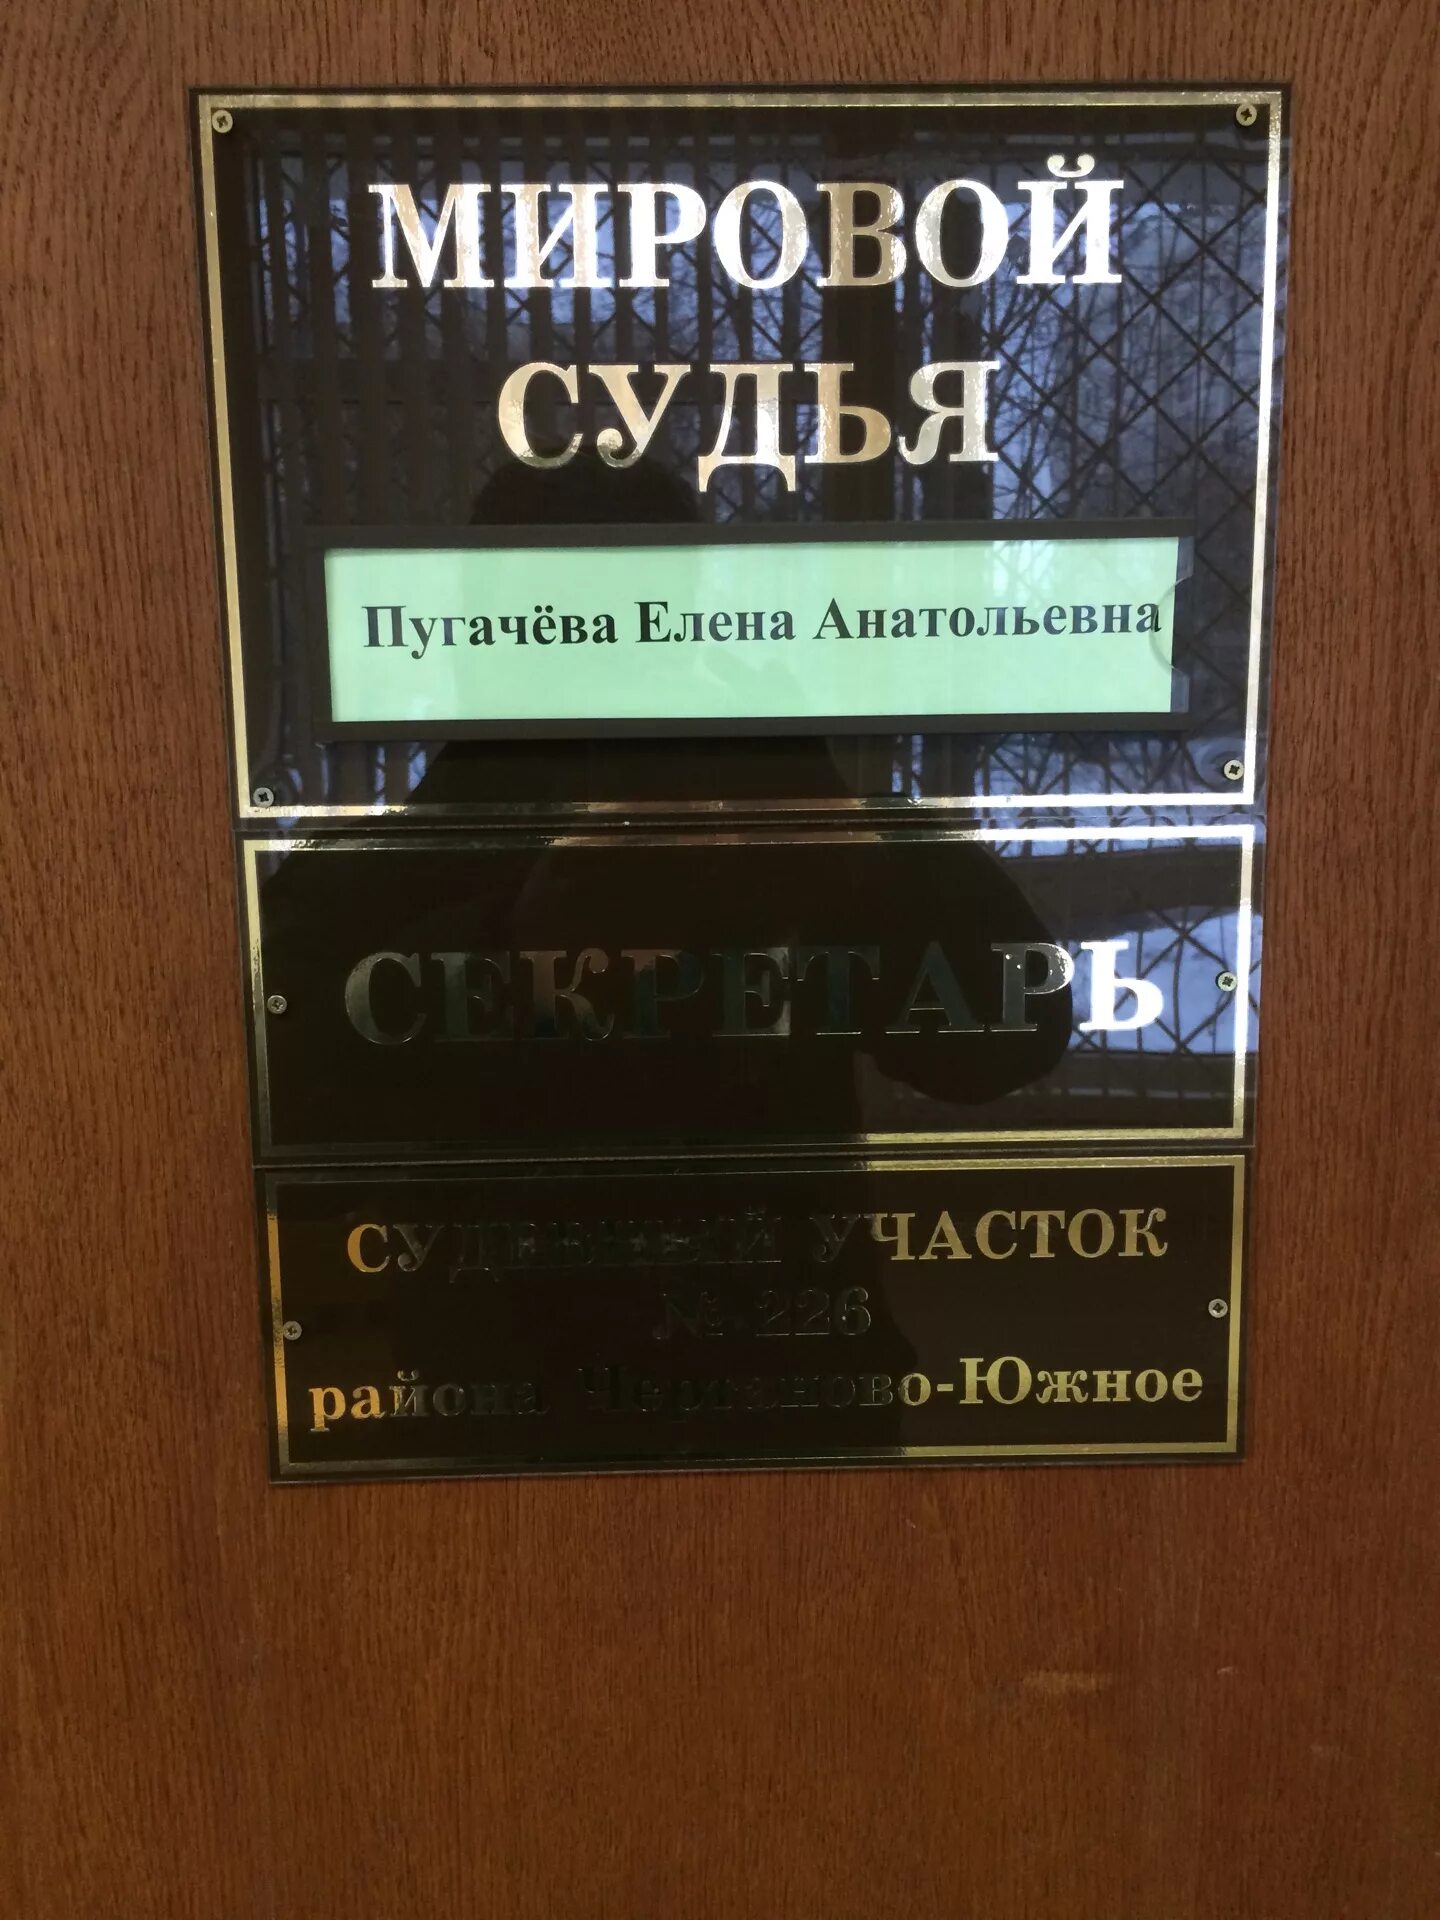 МИРОВОЙ
СУДЬЯ
Пугачёва Елена Анатольевна
СЕКРЕТАРЬ
СУДЕБНЫЙ УЧАСТОК
№ 226
района Чертаново-Южное